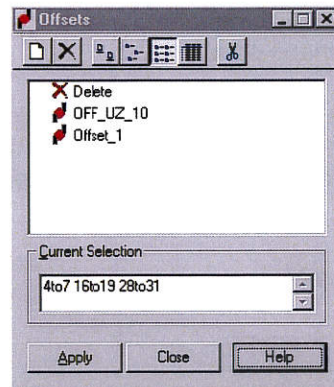 Offsets
Delete
OFF_UZ_10
Offset_1
Current Selection
4to7 16to19 28to31
Apply
Close
Help